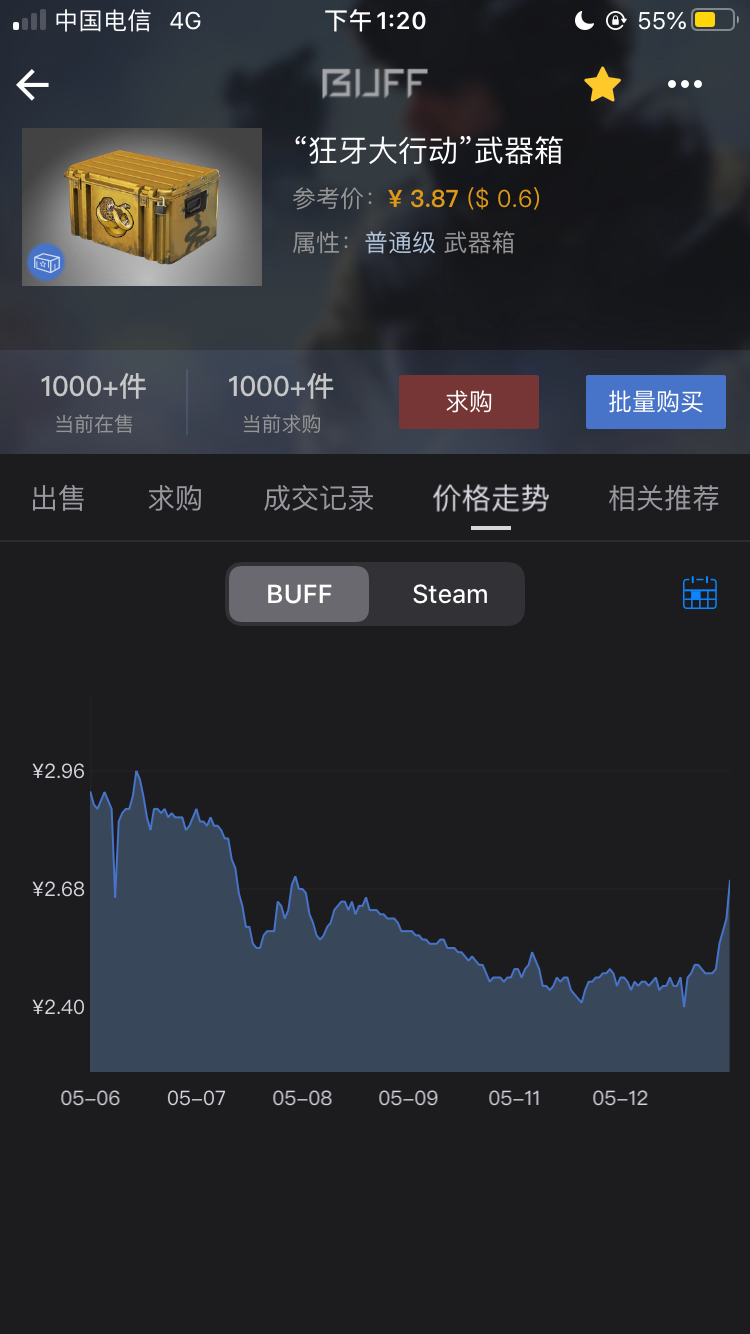 中国电信 4G 下午1:20 55%
BUFF
“狂牙大行动”武器箱
参考价：¥ 3.87 ($ 0.6)
属性：普通级 武器箱
1000+件 1000+件 求购 批量购买
当前在售 当前求购
出售 求购 成交记录 价格走势 相关推荐
BUFF Steam
¥2.96
¥2.68
¥2.40
05–06 05–07 05–08 05–09 05–11 05–12